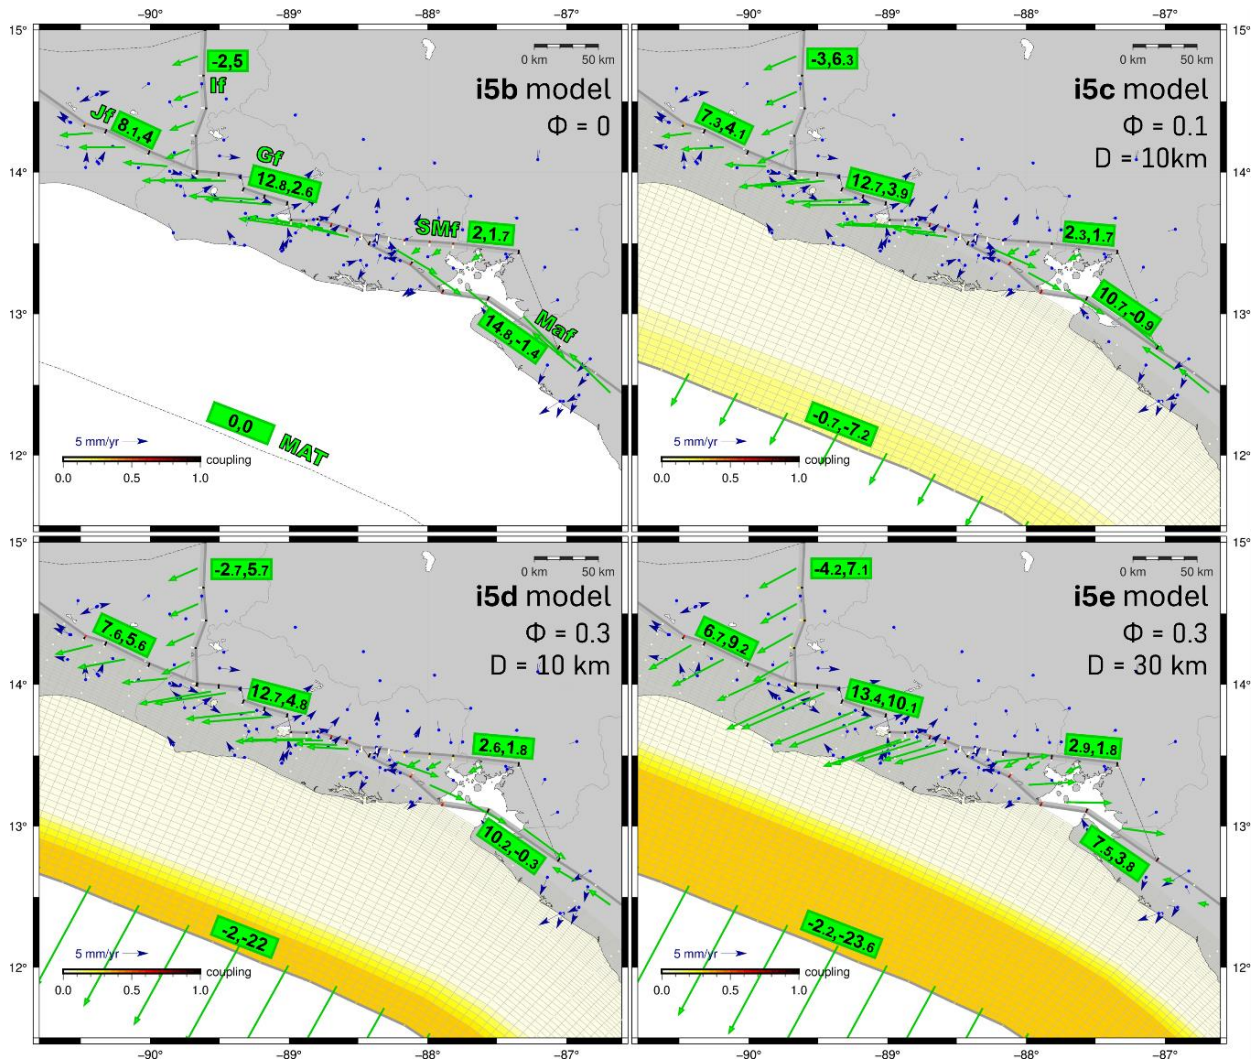 -90° -89° -88° -87° -90° -89° -88° -87°
15° 15°
-2,5
If
0 km 50 km
i5b model
Φ = 0
Jf 8.1,4
14°
Gf
12.8,2.6
SMf 2,1.7
13°
14.8,-1.4
Maf
0,0 MAT
5 mm/yr
12°
coupling
0.0 0.5 1.0
-3,6.3
0 km 50 km
i5c model
Φ = 0.1
D = 10km
7.3,4.1
14°
12.7,3.9
2.3,1.7
13°
10.7,-0.9
-0.7,-7.2
5 mm/yr
12°
coupling
0.0 0.5 1.0
15° 15°
-2.7,5.7
0 km 50 km
i5d model
Φ = 0.3
D = 10 km
7.6,5.6
14°
12.7,4.8
2.6,1.8
13°
10.2,-0.3
-2,-22
5 mm/yr
12°
coupling
0.0 0.5 1.0
-4.2,7.1
0 km 50 km
i5e model
Φ = 0.3
D = 30 km
6.7,9.2
14°
13.4,10.1
2.9,1.8
13°
7.5,3.8
-2.2,-23.6
5 mm/yr
12°
coupling
0.0 0.5 1.0
-90° -89° -88° -87° -90° -89° -88° -87°